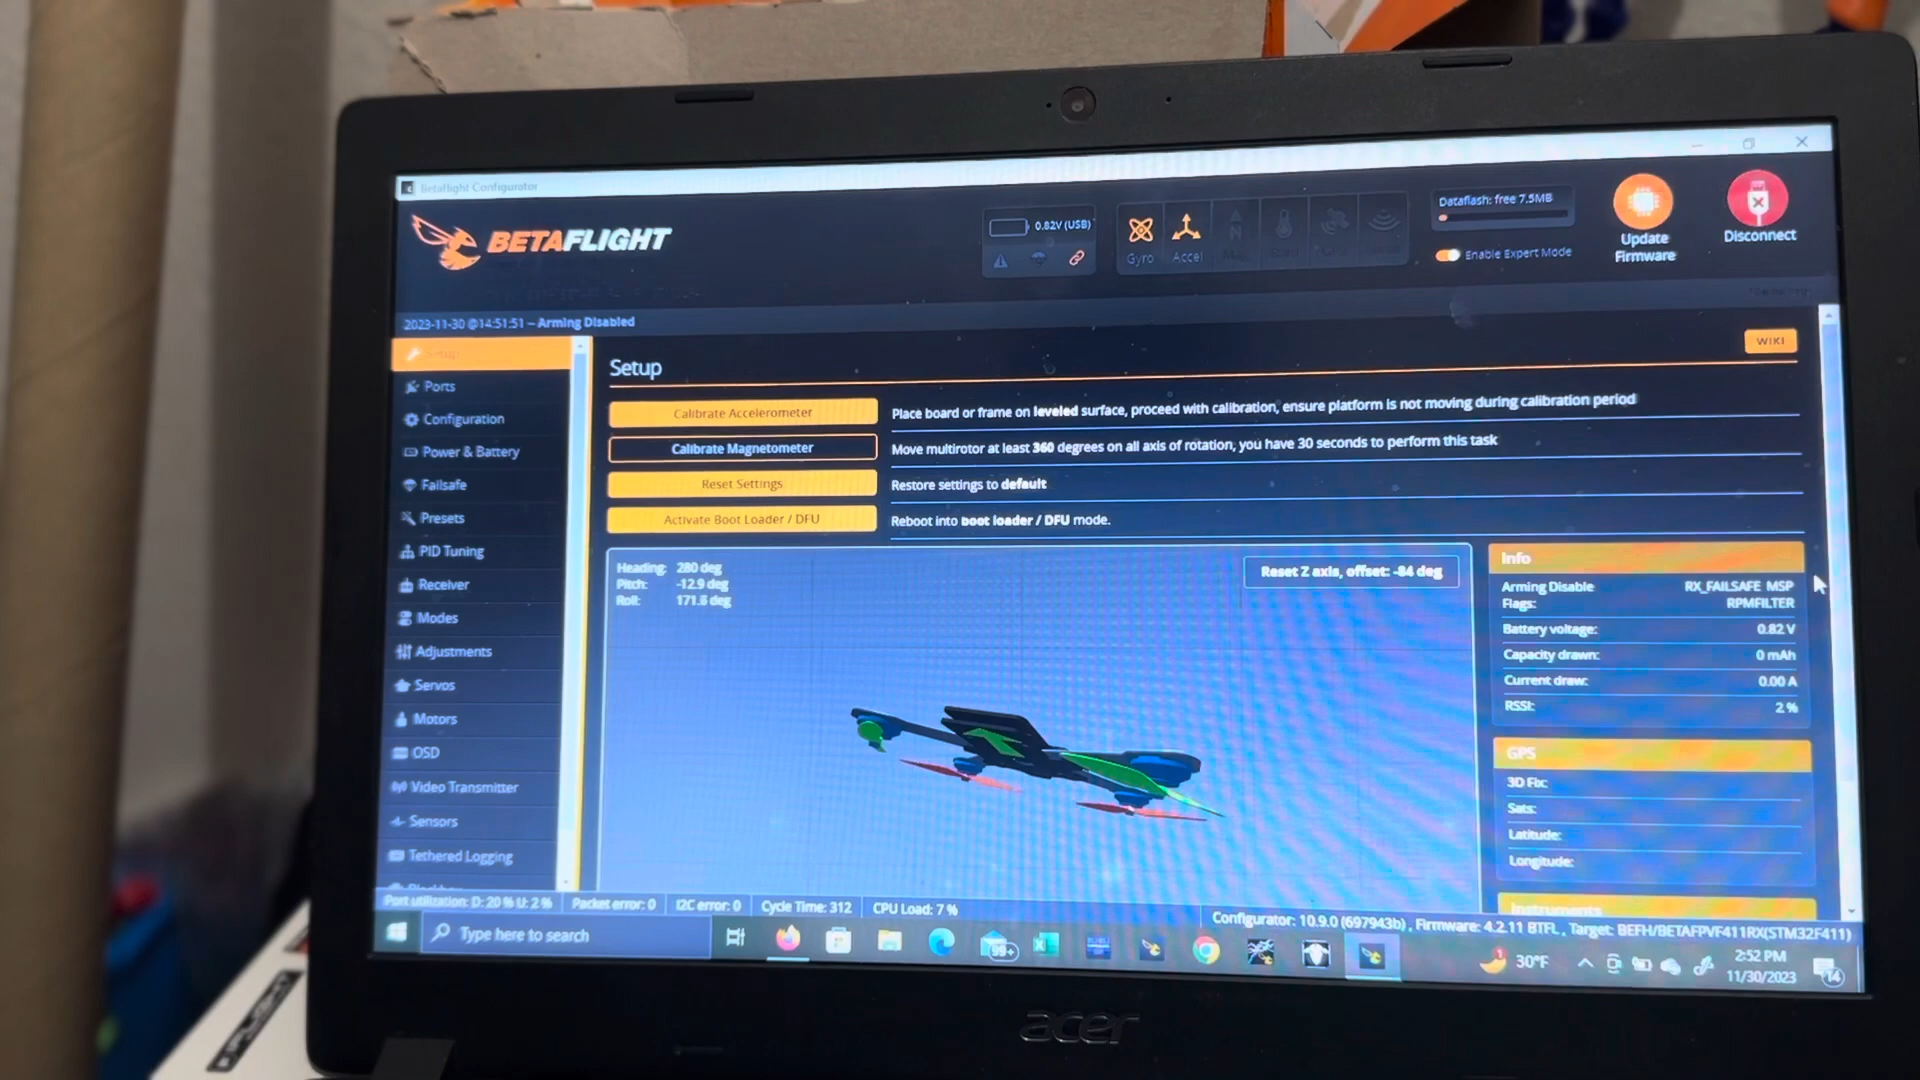 Betaflight Configurator
BETAFLIGHT
0.82V (USB)
Gyro
Accel
Dataflash: free 7.5MB
Enable Expert Mode
Update
Firmware
Disconnect
2023-11-30 @14:51:51 -- Arming Disabled
Setup
Ports
Configuration
Power & Battery
Failsafe
Presets
PID Tuning
Receiver
Modes
Adjustments
Servos
Motors
OSD
Video Transmitter
Sensors
Tethered Logging
Blackbox
Setup
WIKI
Calibrate Accelerometer
Place board or frame on leveled surface, proceed with calibration, ensure platform is not moving during calibration period
Calibrate Magnetometer
Move multirotor at least 360 degrees on all axis of rotation, you have 30 seconds to perform this task
Reset Settings
Restore settings to default
Activate Boot Loader / DFU
Reboot into boot loader / DFU mode.
Heading: 280 deg
Pitch: -12.9 deg
Roll: 171.8 deg
Reset Z axis, offset: -84 deg
Info
Arming Disable Flags: RX_FAILSAFE MSP RPMFILTER
Battery voltage: 0.82 V
Capacity drawn: 0 mAh
Current draw: 0.00 A
RSSI: 2 %
GPS
3D Fix:
Sats:
Latitude:
Longitude:
Instruments
Port utilization: D: 20 % U: 2 %
Packet error: 0
I2C error: 0
Cycle Time: 312
CPU Load: 7 %
Configurator: 10.9.0 (697943b) , Firmware: 4.2.11 BTFL , Target: BEFH/BETAFPVF411RX(STM32F411)
Type here to search
99+
30°F
2:52 PM
11/30/2023
14
acer